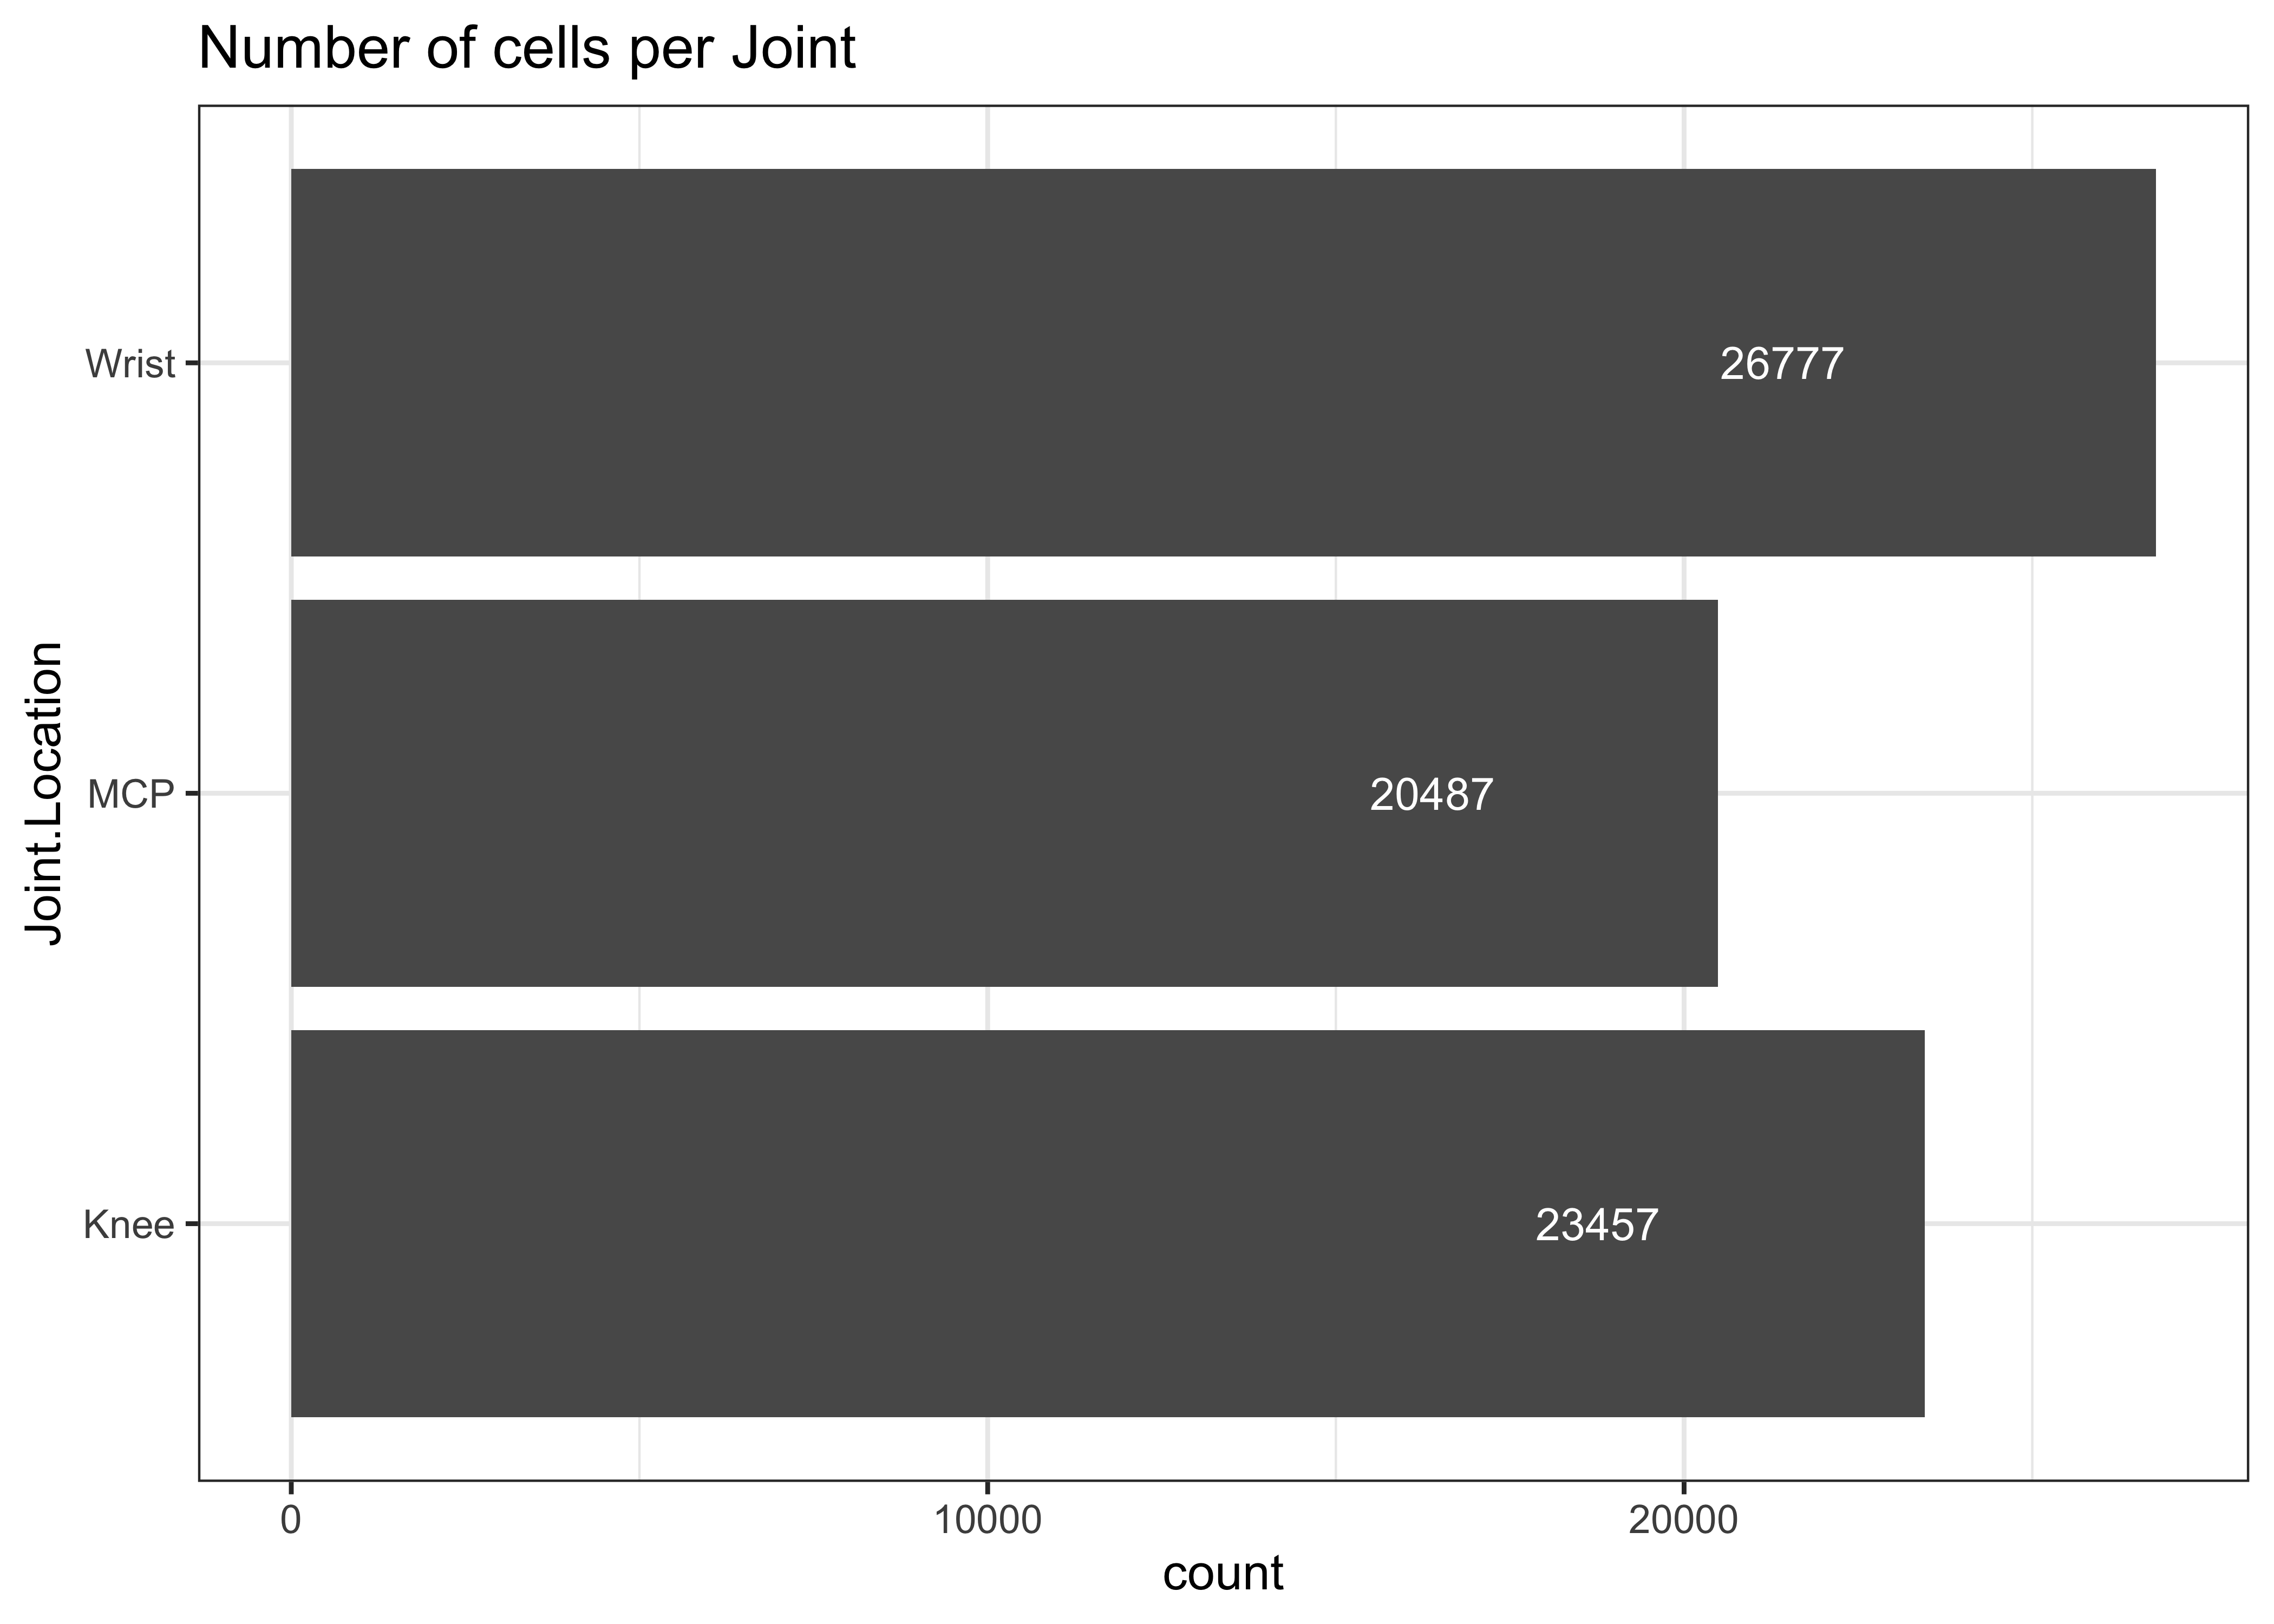 Number of cells per Joint
Joint.Location
Wrist
26777
MCP
20487
Knee
23457
0
10000
20000
count